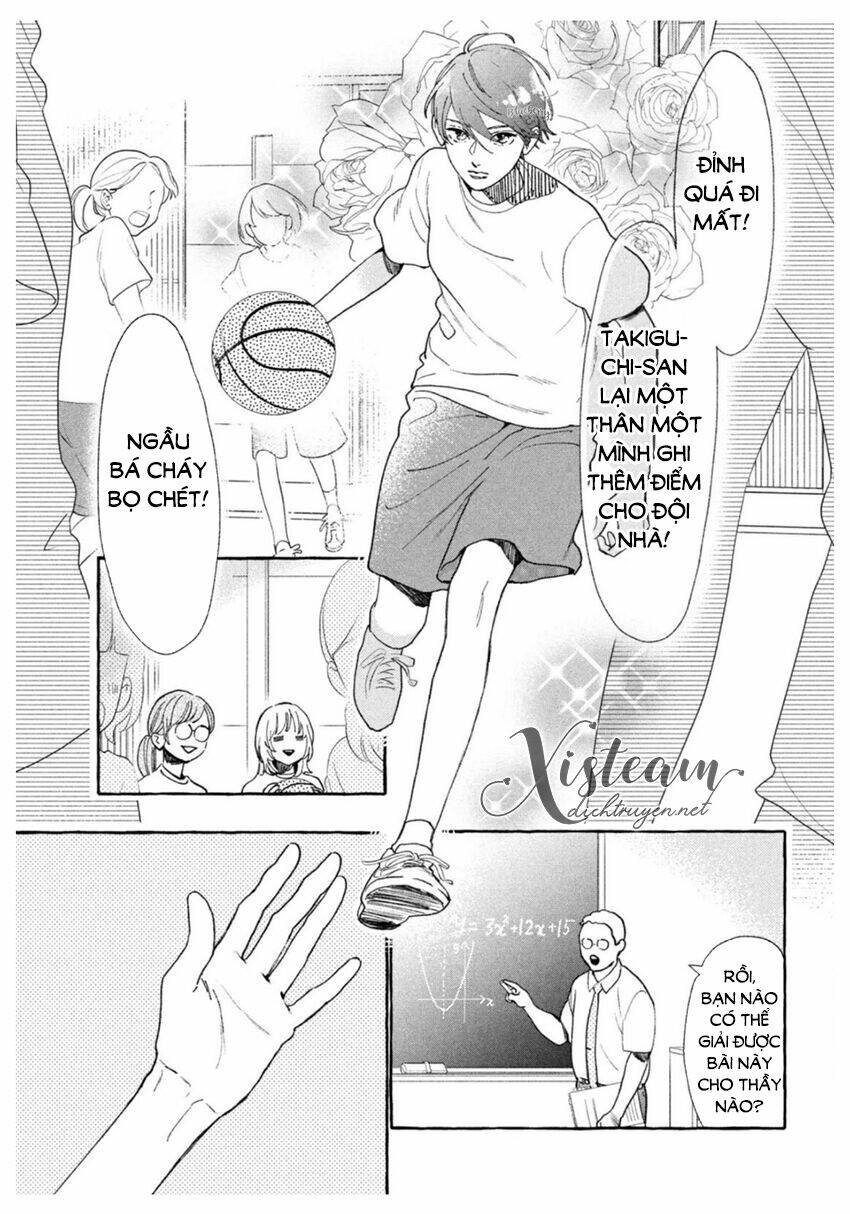 ĐỈNH
QUÁ ĐI
MẤT!
TAKIGU-
CHI-SAN
LẠI MỘT
THÂN MỘT
MÌNH GHI
THÊM ĐIỂM
CHO ĐỘI
NHÀ!
NGẦU
BÁ CHÁY
BỌ CHÉT!
Xisteam
dichtruyen.net
y = 3x²+12x+15
y
x
RỒI,
BẠN NÀO
CÓ THỂ
GIẢI ĐƯỢC
BÀI NÀY
CHO THẦY
NÀO?